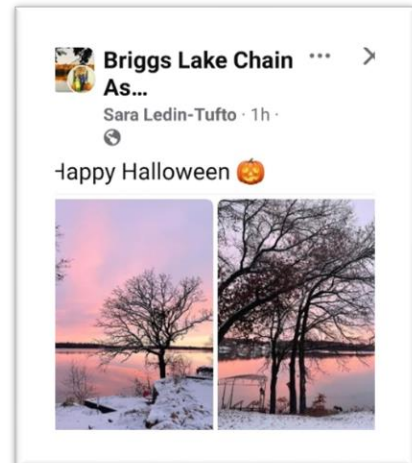 Briggs Lake Chain
As...
Sara Ledin-Tufto · 1h ·
Happy Halloween 🎃